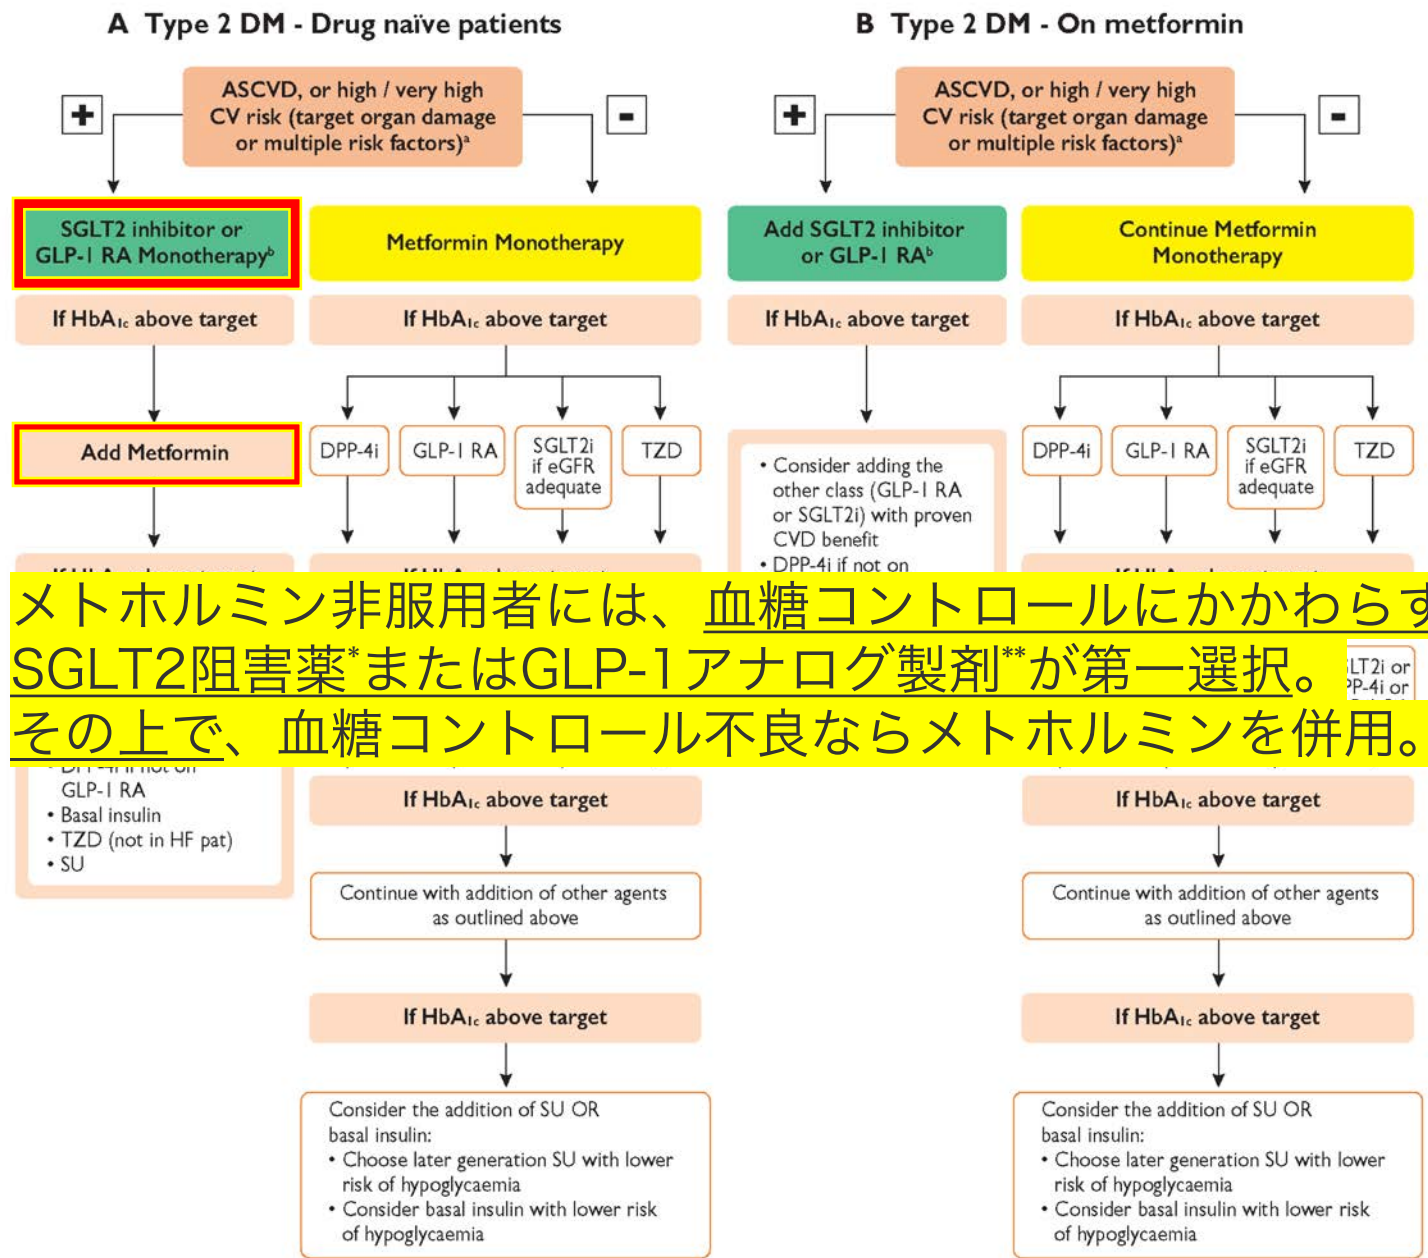 A Type 2 DM - Drug naïve patients
+
ASCVD, or high / very high
CV risk (target organ damage
or multiple risk factors)ᵃ
-
SGLT2 inhibitor or
GLP-1 RA Monotherapyᵇ
Metformin Monotherapy
If HbA₁c above target
If HbA₁c above target
Add Metformin
DPP-4i
GLP-1 RA
SGLT2i
if eGFR
adequate
TZD
B Type 2 DM - On metformin
+
ASCVD, or high / very high
CV risk (target organ damage
or multiple risk factors)ᵃ
-
Add SGLT2 inhibitor
or GLP-1 RAᵇ
Continue Metformin
Monotherapy
If HbA₁c above target
If HbA₁c above target
• Consider adding the
other class (GLP-1 RA
or SGLT2i) with proven
CVD benefit
• DPP-4i if not on
DPP-4i
GLP-1 RA
SGLT2i
if eGFR
adequate
TZD
メトホルミン非服用者には、血糖コントロールにかかわらず
SGLT2阻害薬*またはGLP-1アナログ製剤**が第一選択。
その上で、血糖コントロール不良ならメトホルミンを併用。
LT2i or
PP-4i or
GLP-1 RA
• Basal insulin
• TZD (not in HF pat)
• SU
If HbA₁c above target
Continue with addition of other agents
as outlined above
If HbA₁c above target
Consider the addition of SU OR
basal insulin:
• Choose later generation SU with lower
risk of hypoglycaemia
• Consider basal insulin with lower risk
of hypoglycaemia
If HbA₁c above target
Continue with addition of other agents
as outlined above
If HbA₁c above target
Consider the addition of SU OR
basal insulin:
• Choose later generation SU with lower
risk of hypoglycaemia
• Consider basal insulin with lower risk
of hypoglycaemia